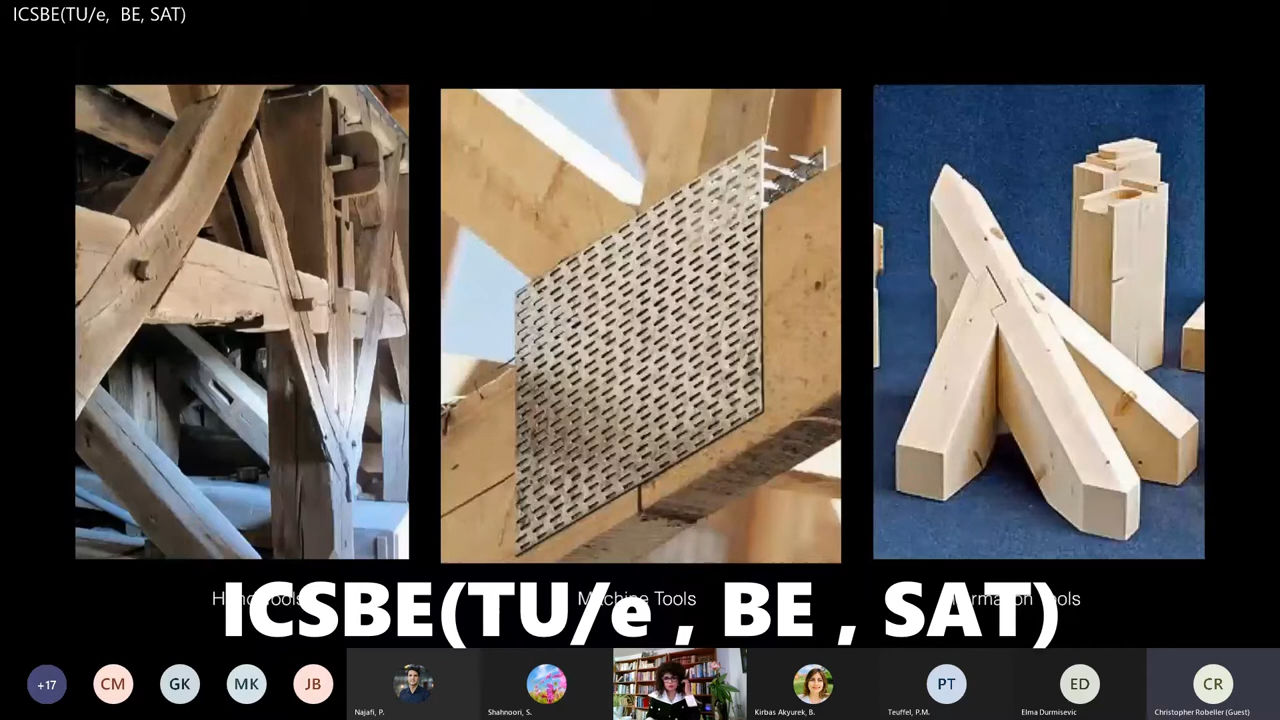 ICSBE(TU/e, BE, SAT)
Machine Tools
ICSBE(TU/e , BE , SAT)
+17
CM
GK
MK
JB
PT
ED
CR
Najafi, P.
Shahnoori, S.
Kirbas Akyurek, B.
Teuffel, P.M.
Elma Durmisevic
Christopher Robeller (Guest)